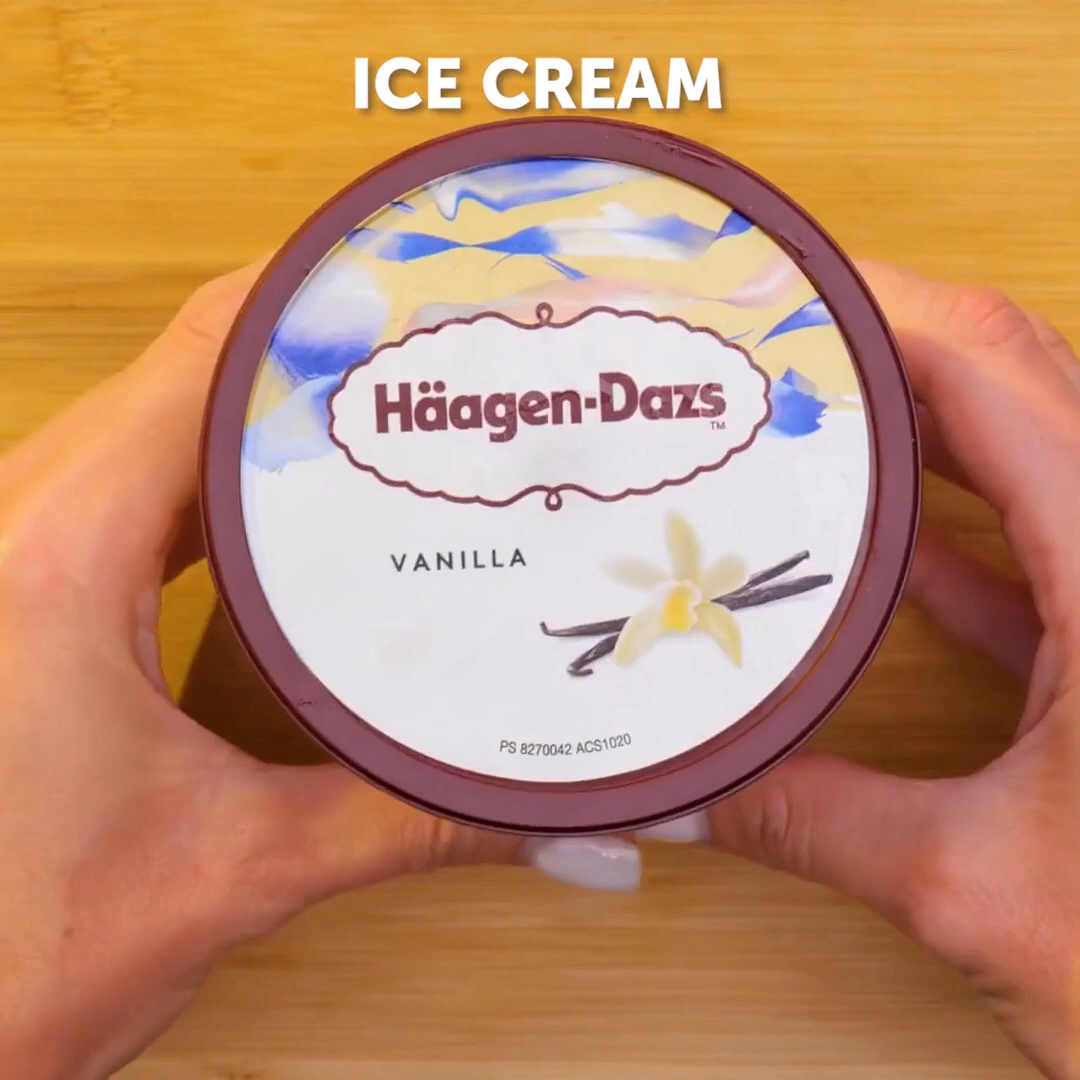 ICE CREAM
Häagen-Dazs
TM
VANILLA
PS 8270042 ACS1020